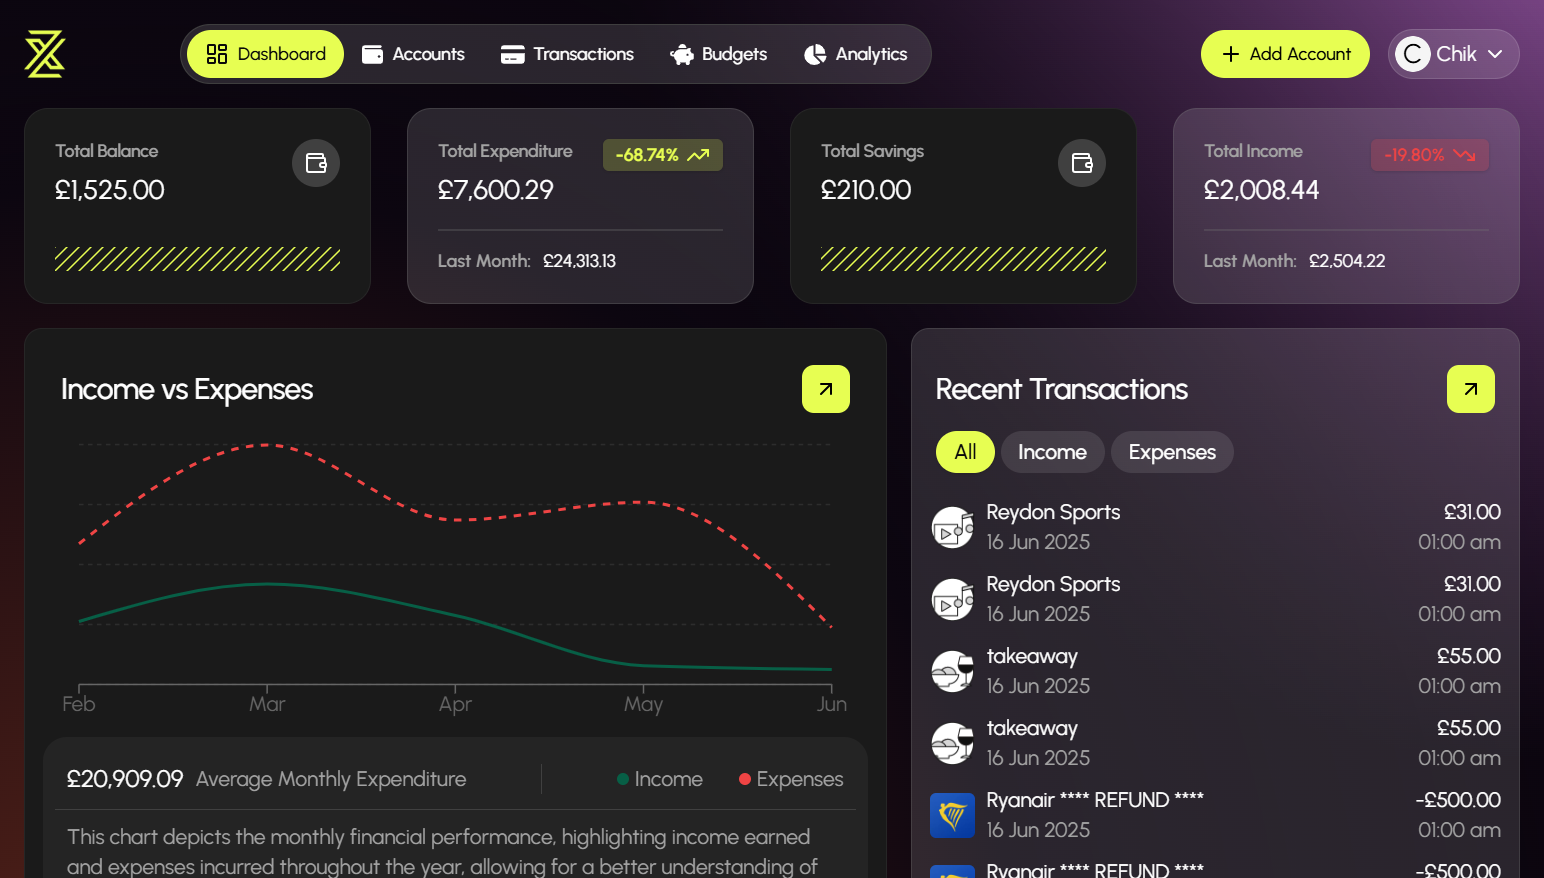 Dashboard
Accounts
Transactions
Budgets
Analytics
Add Account
C
Chik
Total Balance
£1,525.00
Total Expenditure
-68.74%
£7,600.29
Last Month: £24,313.13
Total Savings
£210.00
Total Income
-19.80%
£2,008.44
Last Month: £2,504.22
Income vs Expenses
Feb
Mar
Apr
May
Jun
£20,909.09 Average Monthly Expenditure
Income
Expenses
This chart depicts the monthly financial performance, highlighting income earned
and expenses incurred throughout the year, allowing for a better understanding of
Recent Transactions
All
Income
Expenses
Reydon Sports
£31.00
16 Jun 2025
01:00 am
Reydon Sports
£31.00
16 Jun 2025
01:00 am
takeaway
£55.00
16 Jun 2025
01:00 am
takeaway
£55.00
16 Jun 2025
01:00 am
Ryanair **** REFUND ****
-£500.00
16 Jun 2025
01:00 am
Ryanair **** REFUND ****
-£500.00